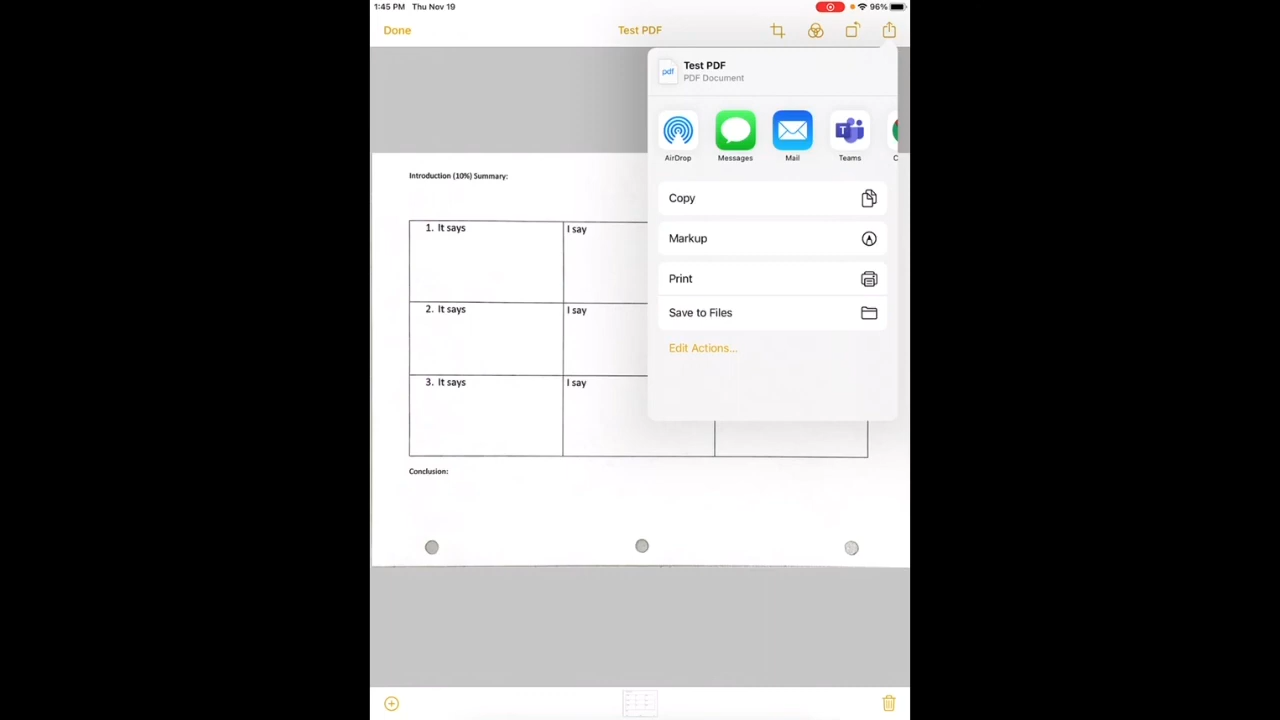 1:45 PM Thu Nov 19
96%
Done
Test PDF
pdf
Test PDF
PDF Document
AirDrop
Messages
Mail
Teams
C
Copy
Markup
Print
Save to Files
Edit Actions...
Introduction (10%) Summary:
1. It says
I say
2. It says
I say
3. It says
I say
Conclusion: